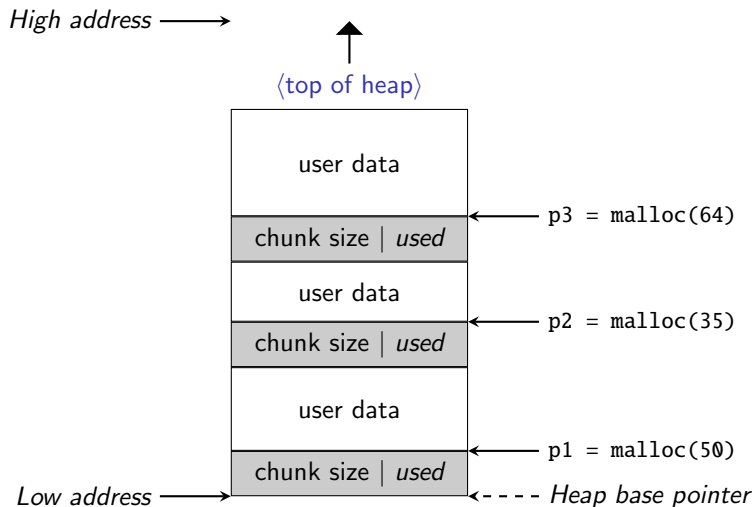 High address
⟨top of heap⟩
user data
p3 = malloc(64)
chunk size | used
user data
p2 = malloc(35)
chunk size | used
user data
p1 = malloc(50)
chunk size | used
Low address
Heap base pointer